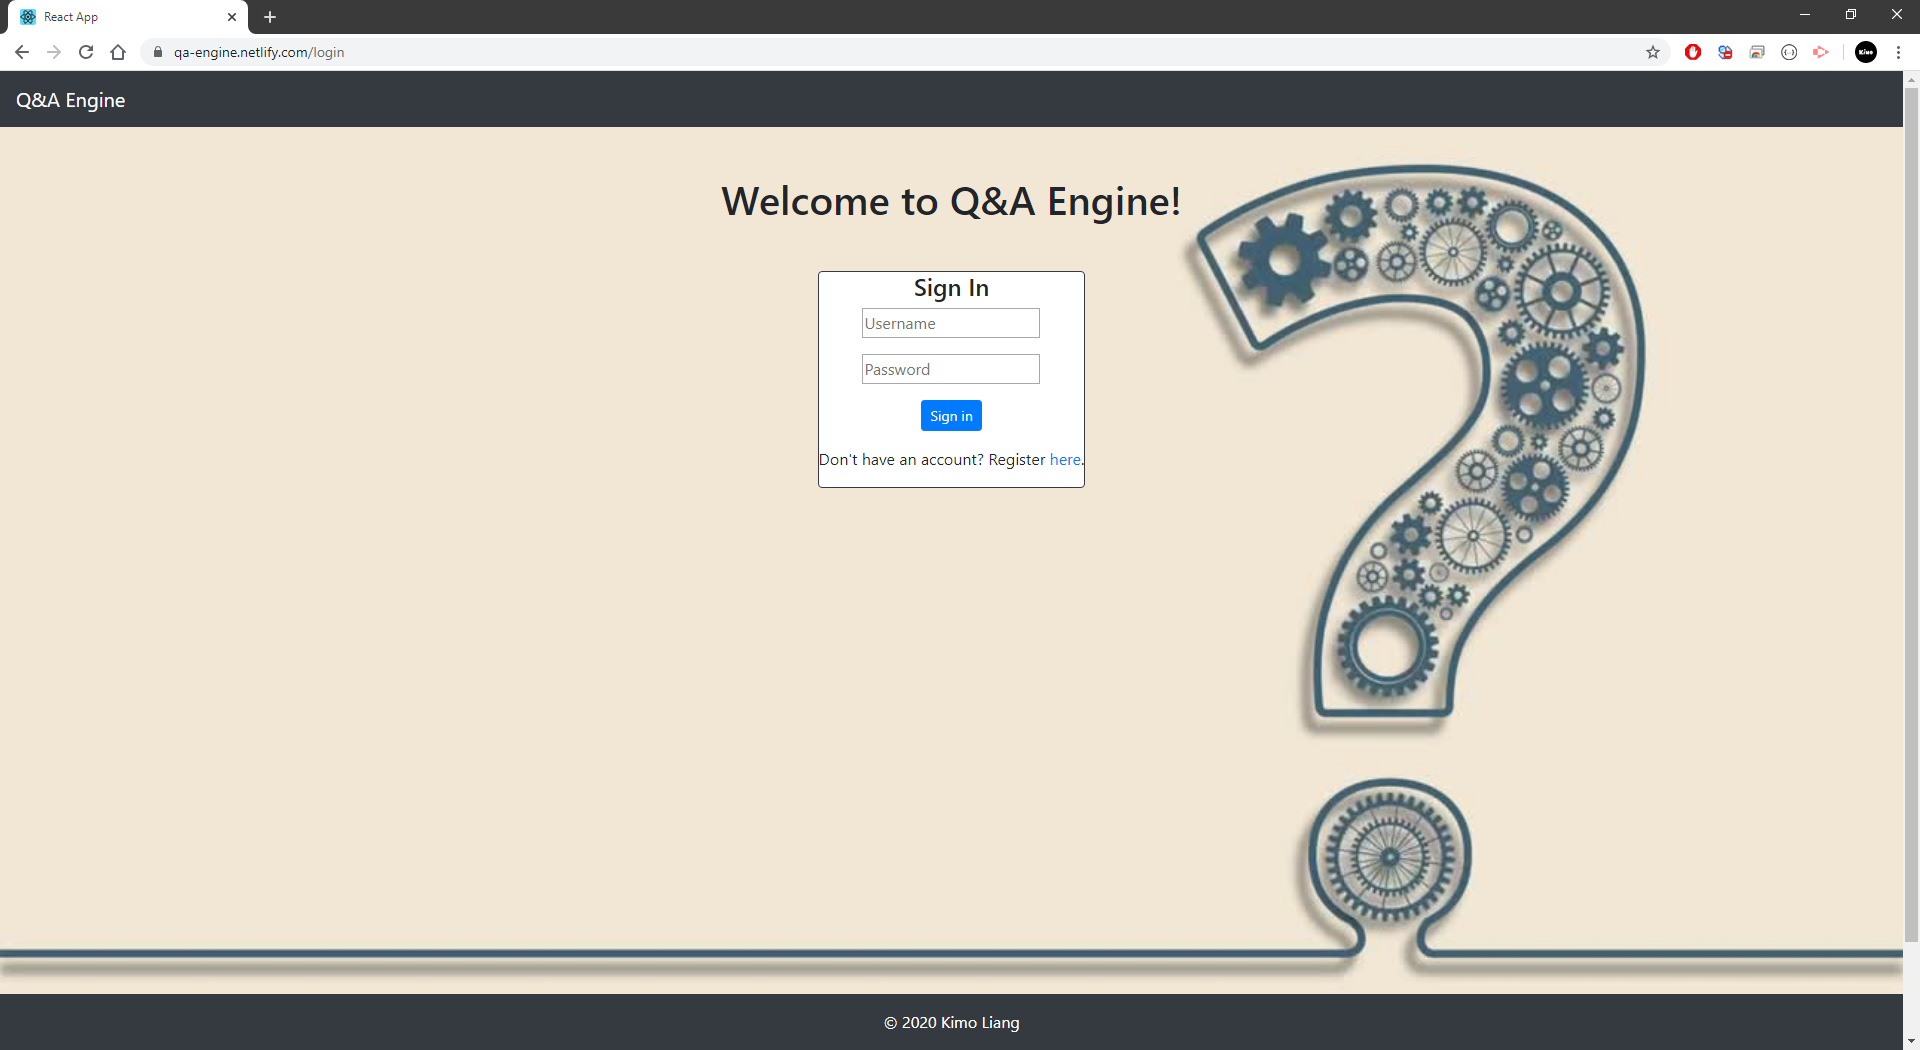 React App
qa-engine.netlify.com/login
Q&A Engine
Welcome to Q&A Engine!
Sign In
Username
Password
Sign in
Don't have an account? Register here.
© 2020 Kimo Liang